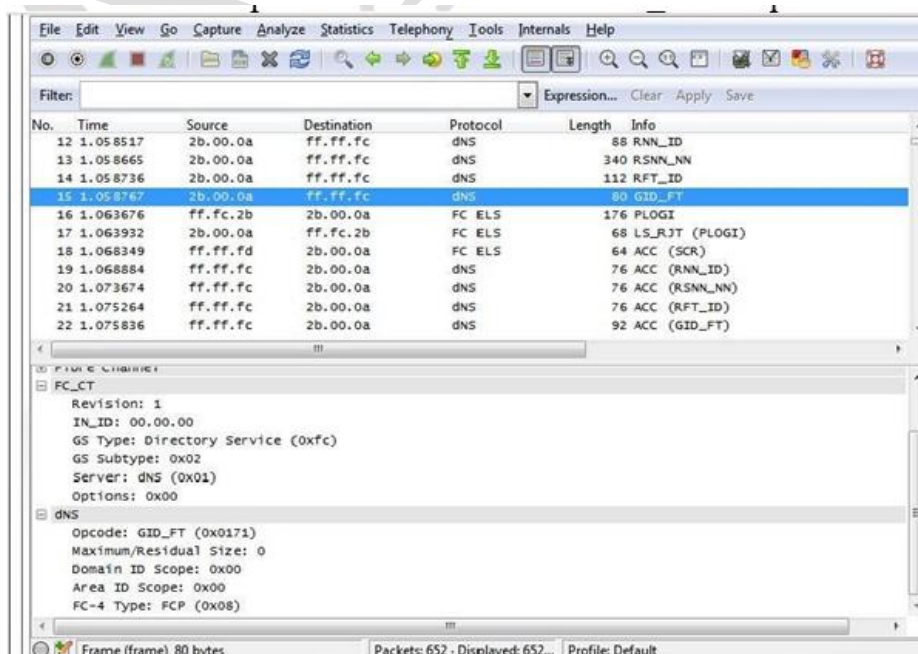 File Edit View Go Capture Analyze Statistics Telephony Tools Internals Help
Filter: Expression... Clear Apply Save
No. Time Source Destination Protocol Length Info
12 1.058517 2b.00.0a ff.ff.fc dNS 88 RNN_ID
13 1.058665 2b.00.0a ff.ff.fc dNS 340 RSNN_NN
14 1.058736 2b.00.0a ff.ff.fc dNS 112 RFT_ID
15 1.058767 2b.00.0a ff.ff.fc dNS 80 GID_FT
16 1.063676 ff.fc.2b 2b.00.0a FC ELS 176 PLOGI
17 1.063932 2b.00.0a ff.fc.2b FC ELS 68 LS_RJT (PLOGI)
18 1.068349 ff.ff.fd 2b.00.0a FC ELS 64 ACC (SCR)
19 1.068884 ff.ff.fc 2b.00.0a dNS 76 ACC (RNN_ID)
20 1.073674 ff.ff.fc 2b.00.0a dNS 76 ACC (RSNN_NN)
21 1.075264 ff.ff.fc 2b.00.0a dNS 76 ACC (RFT_ID)
22 1.075836 ff.ff.fc 2b.00.0a dNS 92 ACC (GID_FT)
Fibre Channel
FC_CT
Revision: 1
IN_ID: 00.00.00
GS Type: Directory Service (0xfc)
GS Subtype: 0x02
Server: dNS (0x01)
Options: 0x00
dNS
Opcode: GID_FT (0x0171)
Maximum/Residual Size: 0
Domain ID Scope: 0x00
Area ID Scope: 0x00
FC-4 Type: FCP (0x08)
Frame (frame), 80 bytes Packets: 652 · Displayed: 652... Profile: Default